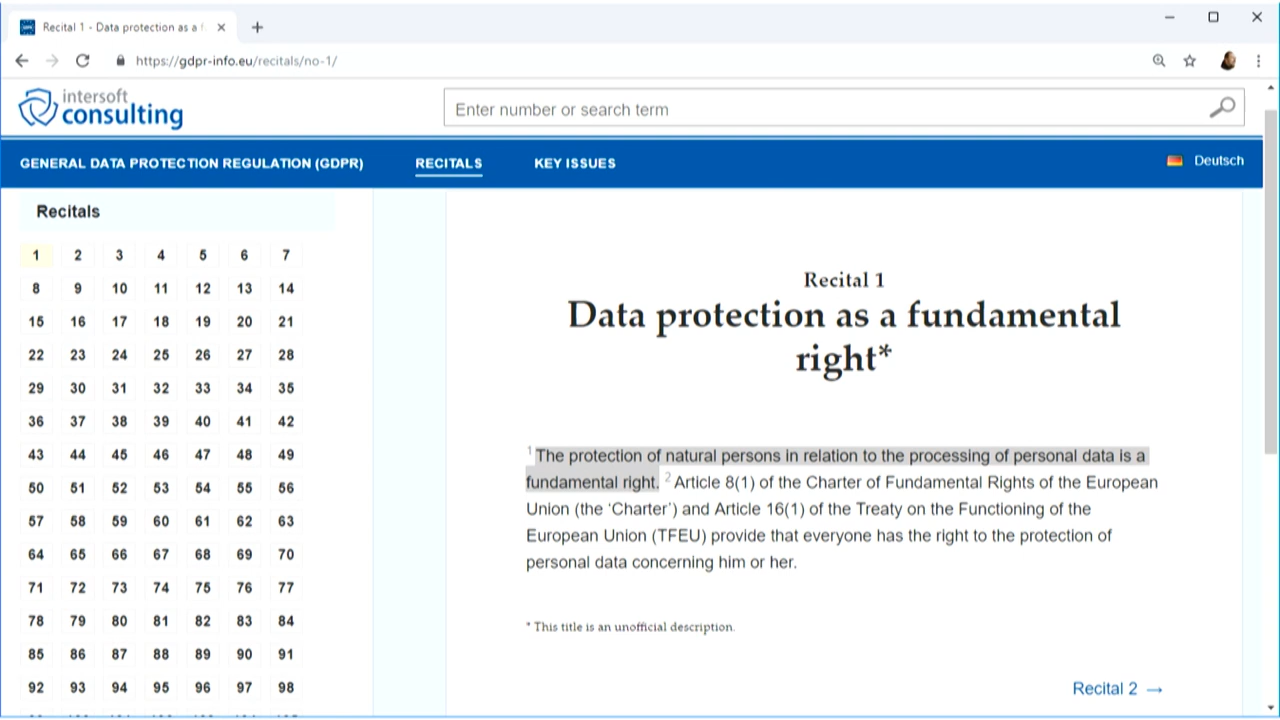 Recital 1 - Data protection as a f
https://gdpr-info.eu/recitals/no-1/
intersoft
consulting
Enter number or search term
GENERAL DATA PROTECTION REGULATION (GDPR) RECITALS KEY ISSUES Deutsch
Recitals
1 2 3 4 5 6 7
8 9 10 11 12 13 14
15 16 17 18 19 20 21
22 23 24 25 26 27 28
29 30 31 32 33 34 35
36 37 38 39 40 41 42
43 44 45 46 47 48 49
50 51 52 53 54 55 56
57 58 59 60 61 62 63
64 65 66 67 68 69 70
71 72 73 74 75 76 77
78 79 80 81 82 83 84
85 86 87 88 89 90 91
92 93 94 95 96 97 98
Recital 1
Data protection as a fundamental
right*
1 The protection of natural persons in relation to the processing of personal data is a
fundamental right. 2 Article 8(1) of the Charter of Fundamental Rights of the European
Union (the ‘Charter’) and Article 16(1) of the Treaty on the Functioning of the
European Union (TFEU) provide that everyone has the right to the protection of
personal data concerning him or her.
* This title is an unofficial description.
Recital 2 →